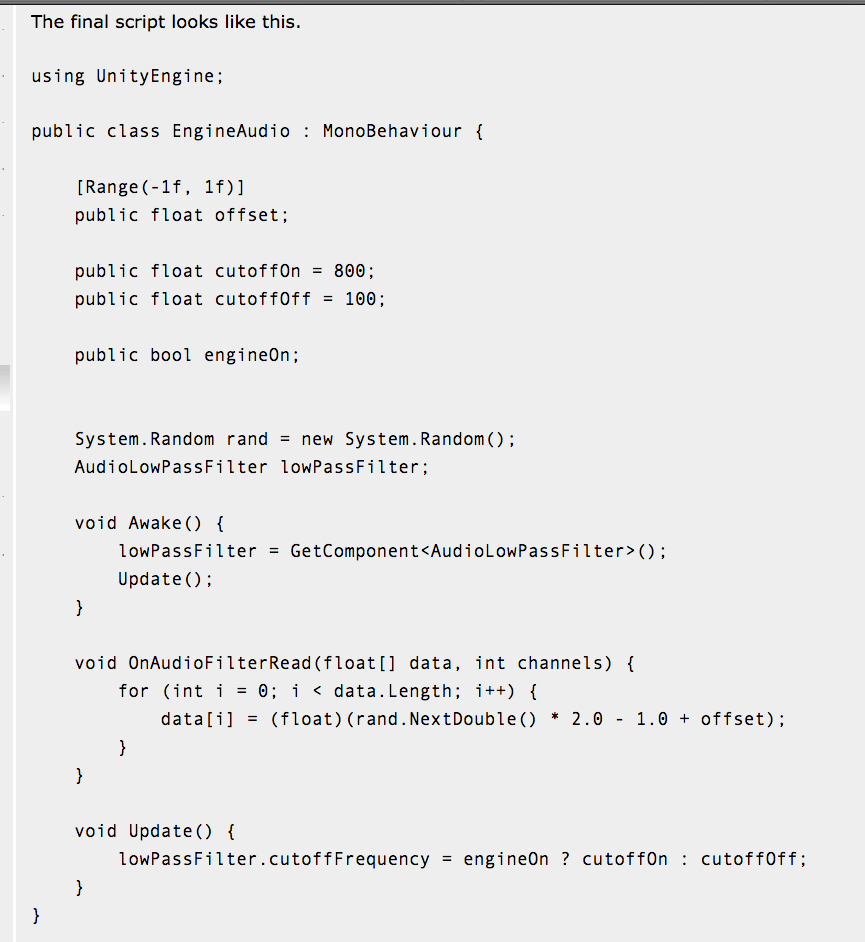 The final script looks like this.
using UnityEngine;
public class EngineAudio : MonoBehaviour {
[Range(-1f, 1f)]
public float offset;
public float cutoffOn = 800;
public float cutoffOff = 100;
public bool engineOn;
System.Random rand = new System.Random();
AudioLowPassFilter lowPassFilter;
void Awake() {
lowPassFilter = GetComponent<AudioLowPassFilter>();
Update();
}
void OnAudioFilterRead(float[] data, int channels) {
for (int i = 0; i < data.Length; i++) {
data[i] = (float)(rand.NextDouble() * 2.0 - 1.0 + offset);
}
}
void Update() {
lowPassFilter.cutoffFrequency = engineOn ? cutoffOn : cutoffOff;
}
}